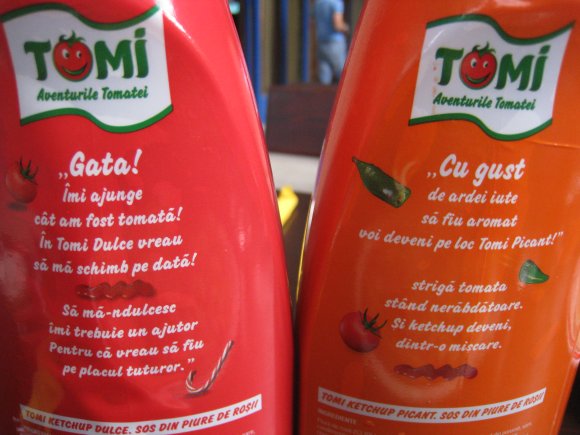 TOMi
Aventurile Tomatei
„Gata!
Îmi ajunge
cât am fost tomată!
În Tomi Dulce vreau
să mă schimb pe dată!
Să mă-ndulcesc
îmi trebuie un ajutor
Pentru că vreau să fiu
pe placul tuturor.”
TOMI KETCHUP DULCE. SOS DIN PIURE DE ROȘII
TOMi
Aventurile Tomatei
„Cu gust
de ardei iute
să fiu aromat
voi deveni pe loc Tomi Picant!”
strigă tomata
stând nerăbdătoare.
Și ketchup deveni,
dintr-o miscare.
TOMI KETCHUP PICANT. SOS DIN PIURE DE ROȘII
INGREDIENTE